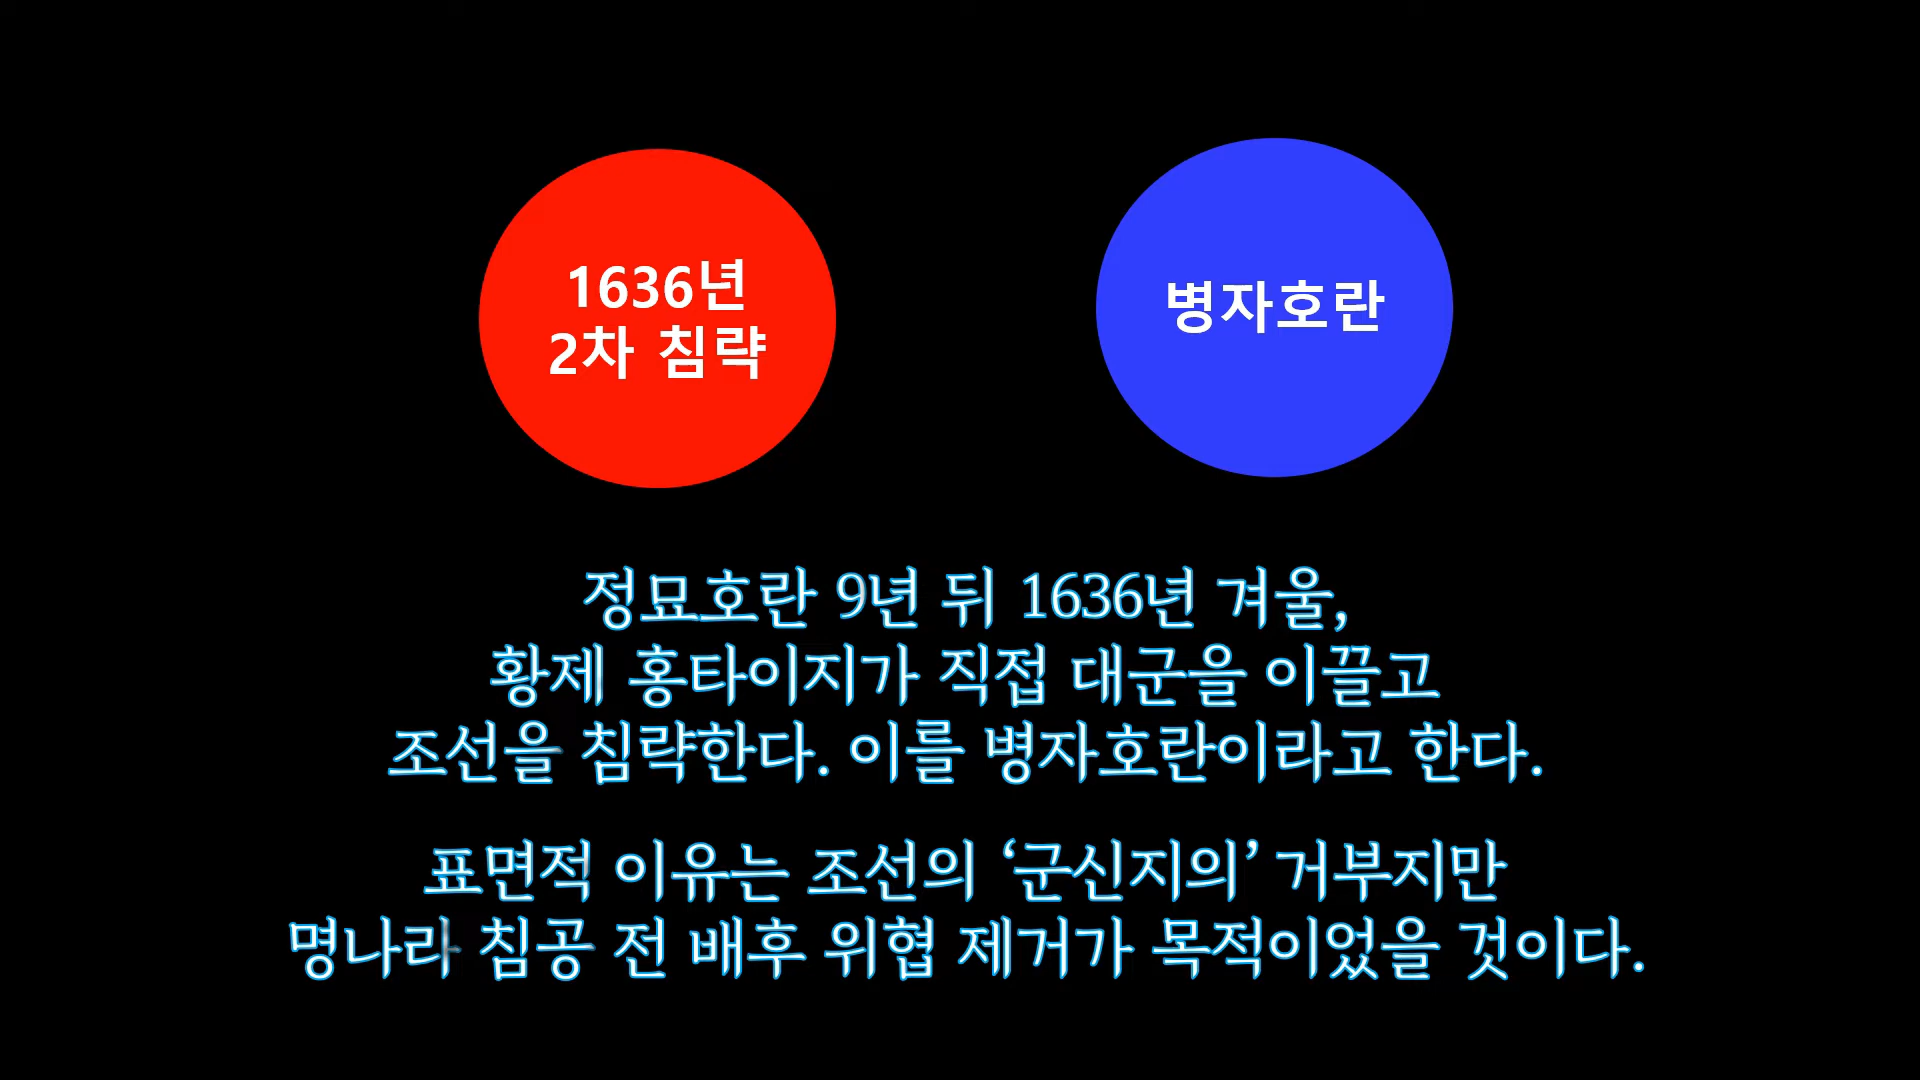 1636년
2차 침략
병자호란
정묘호란 9년 뒤 1636년 겨울,
황제 홍타이지가 직접 대군을 이끌고
조선을 침략한다. 이를 병자호란이라고 한다.
표면적 이유는 조선의 ‘군신지의’ 거부지만
명나라 침공 전 배후 위협 제거가 목적이었을 것이다.